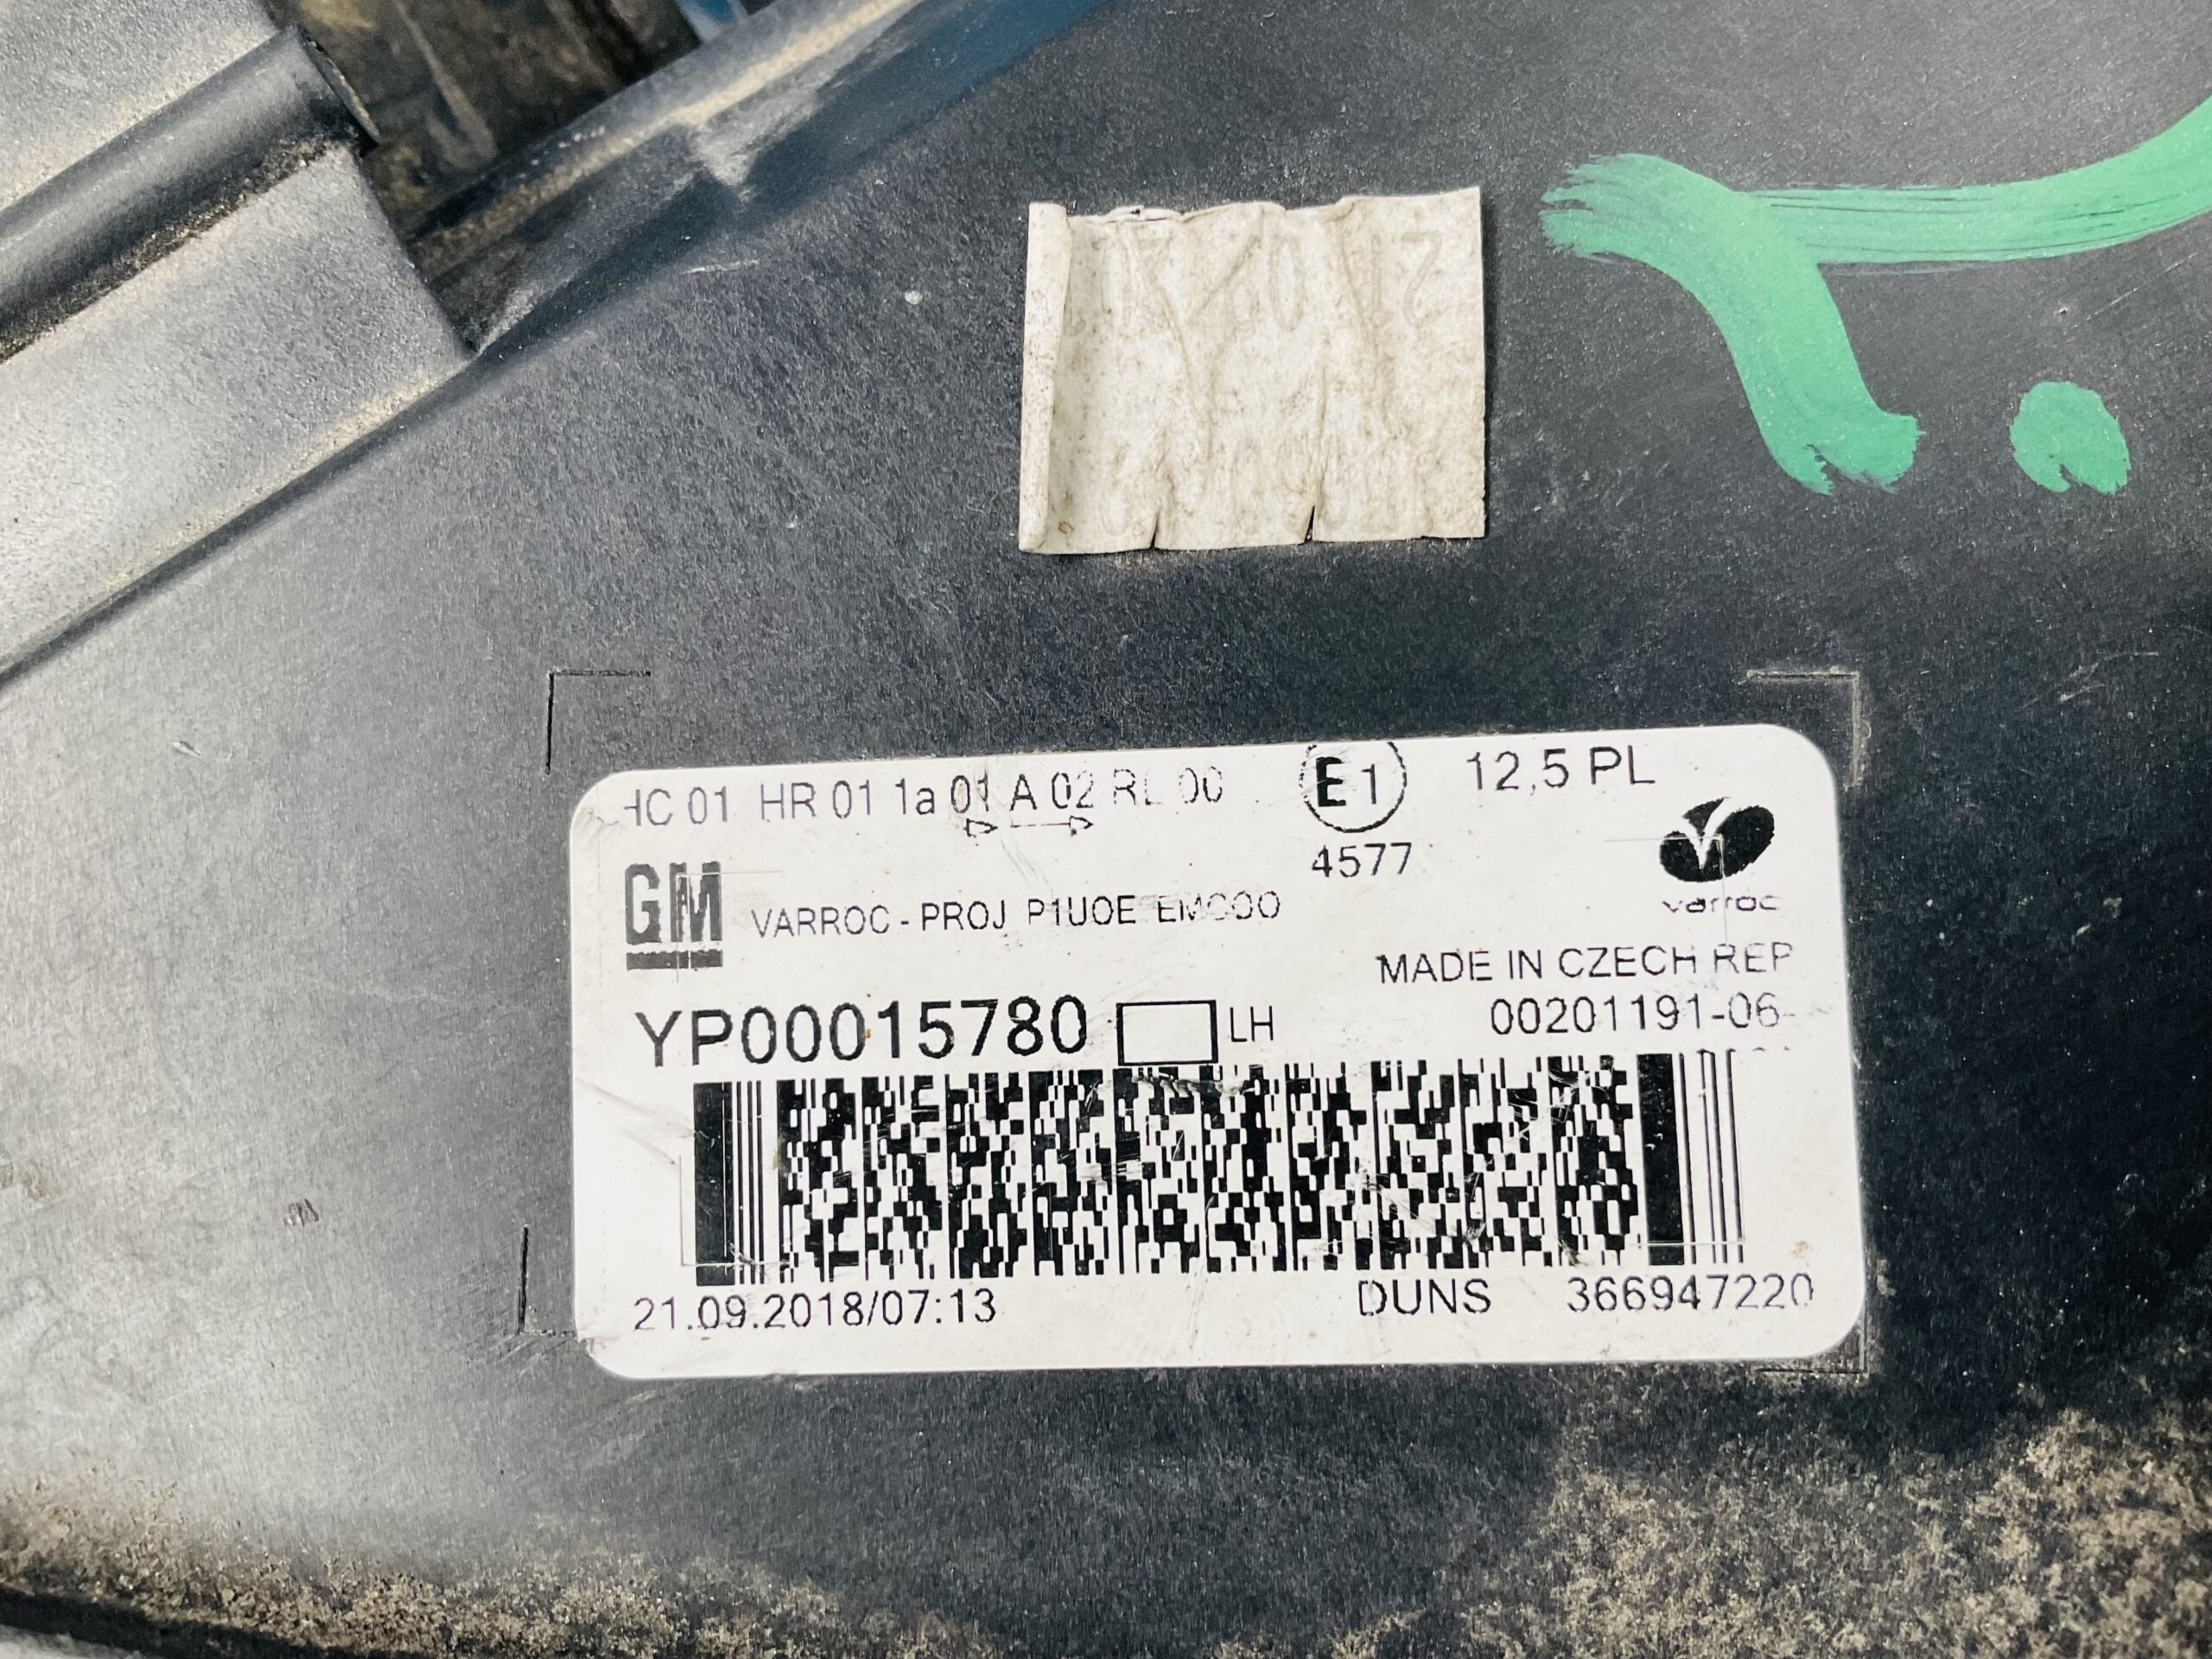 HC 01 HR 01 1a 01 A 02 RL 00
E1
12,5 PL
4577
GM
VARROC - PROJ P1UOE
varroc
MADE IN CZECH REP
YP00015780 LH
00201191-06-
21.09.2018/07:13
DUNS 366947220